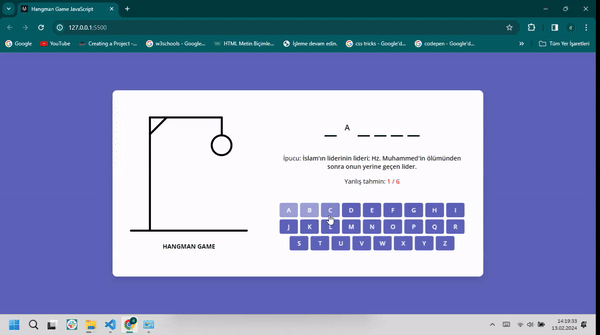 Hangman Game JavaScript
127.0.0.1:5500
Google YouTube Creating a Project -... w3schools - Google... HTML Metin Biçimle... İşleme devam edin. css tricks - Google'd... codepen - Google'd... Tüm Yer İşaretleri
A
İpucu: İslam'ın liderinin lideri; Hz. Muhammed'in ölümünden
sonra onun yerine geçen lider.
Yanlış tahmin: 1 / 6
A B C D E F G H I
J K L M N O P Q R
S T U V W X Y Z
HANGMAN GAME
14:19:33
13.02.2024